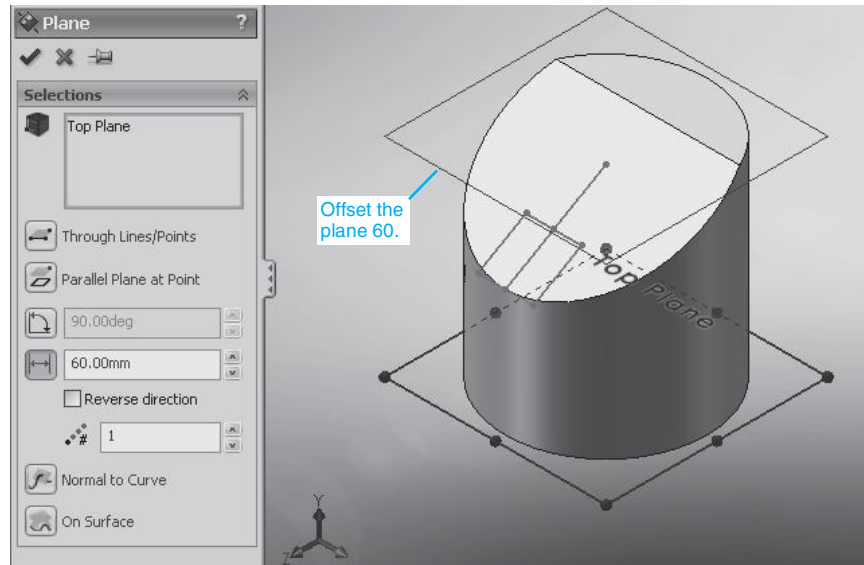 Plane ?
Selections
Top Plane
Through Lines/Points
Parallel Plane at Point
90.00deg
60.00mm
Reverse direction
# 1
Normal to Curve
On Surface
Offset the
plane 60.
Top Plane
Y
Z